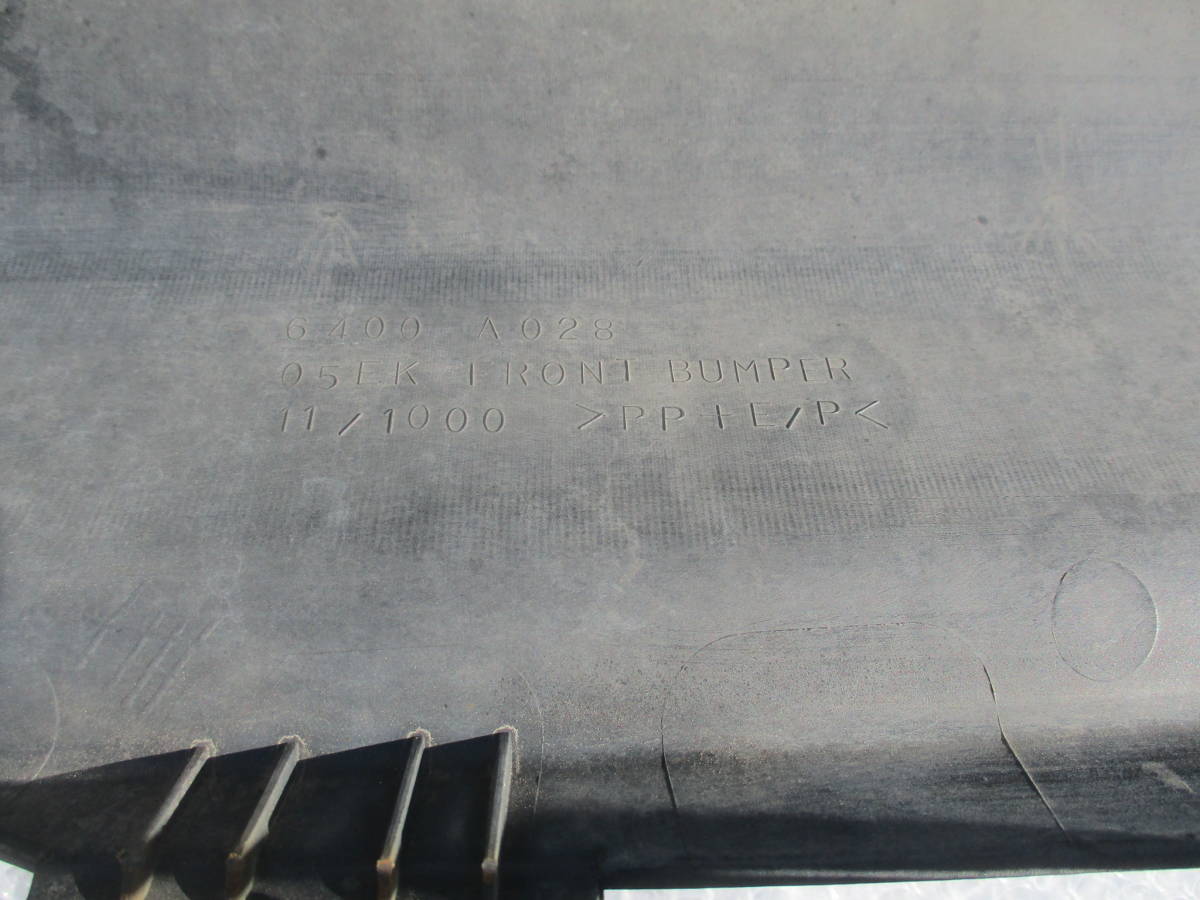 6400 A028
05EK FRONT BUMPER
11/1000 >PP+E/P<